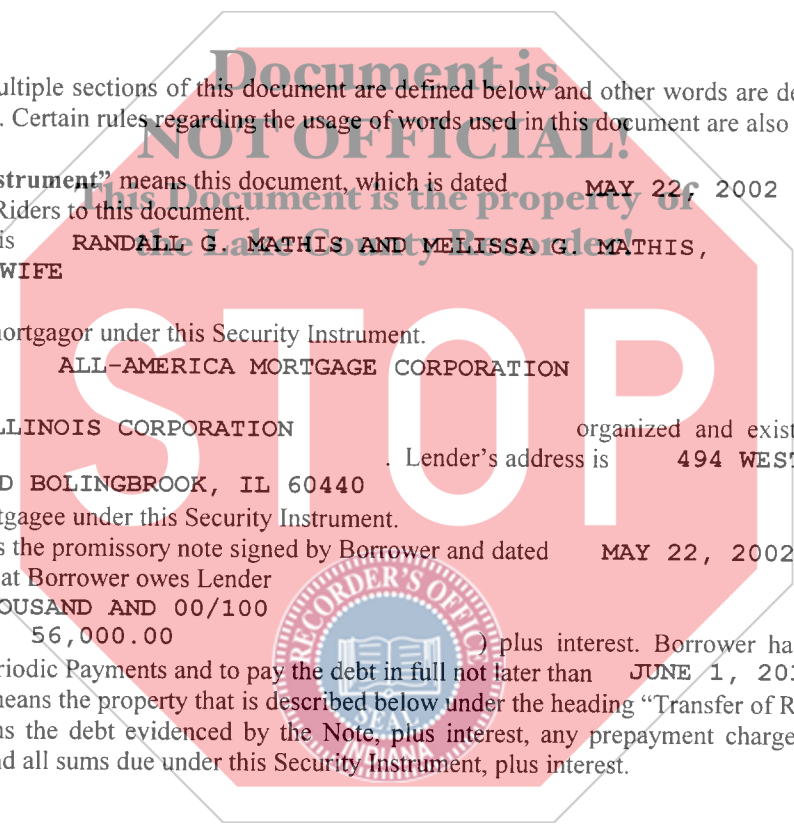 Document is
ultiple sections of this document are defined below and other words are de
. Certain rules regarding the usage of words used in this document are also
NOT OFFICIAL!
strument” means this document, which is dated MAY 22, 2002
This Document is the property of
Riders to this document.
is RANDALL G. MATHIS AND MELISSA G. MATHIS,
the Lake County Recorder!
WIFE
ortgagor under this Security Instrument.
STOP
ALL-AMERICA MORTGAGE CORPORATION
LLINOIS CORPORATION organized and exist
. Lender's address is 494 WEST
D BOLINGBROOK, IL 60440
tgagee under this Security Instrument.
s the promissory note signed by Borrower and dated MAY 22, 2002
at Borrower owes Lender
OUSAND AND 00/100
56,000.00 ) plus interest. Borrower ha
riodic Payments and to pay the debt in full not later than JUNE 1, 201
means the property that is described below under the heading “Transfer of R
ns the debt evidenced by the Note, plus interest, any prepayment charge
nd all sums due under this Security Instrument, plus interest.
RECORDER'S OFFICE
SEAL
INDIANA